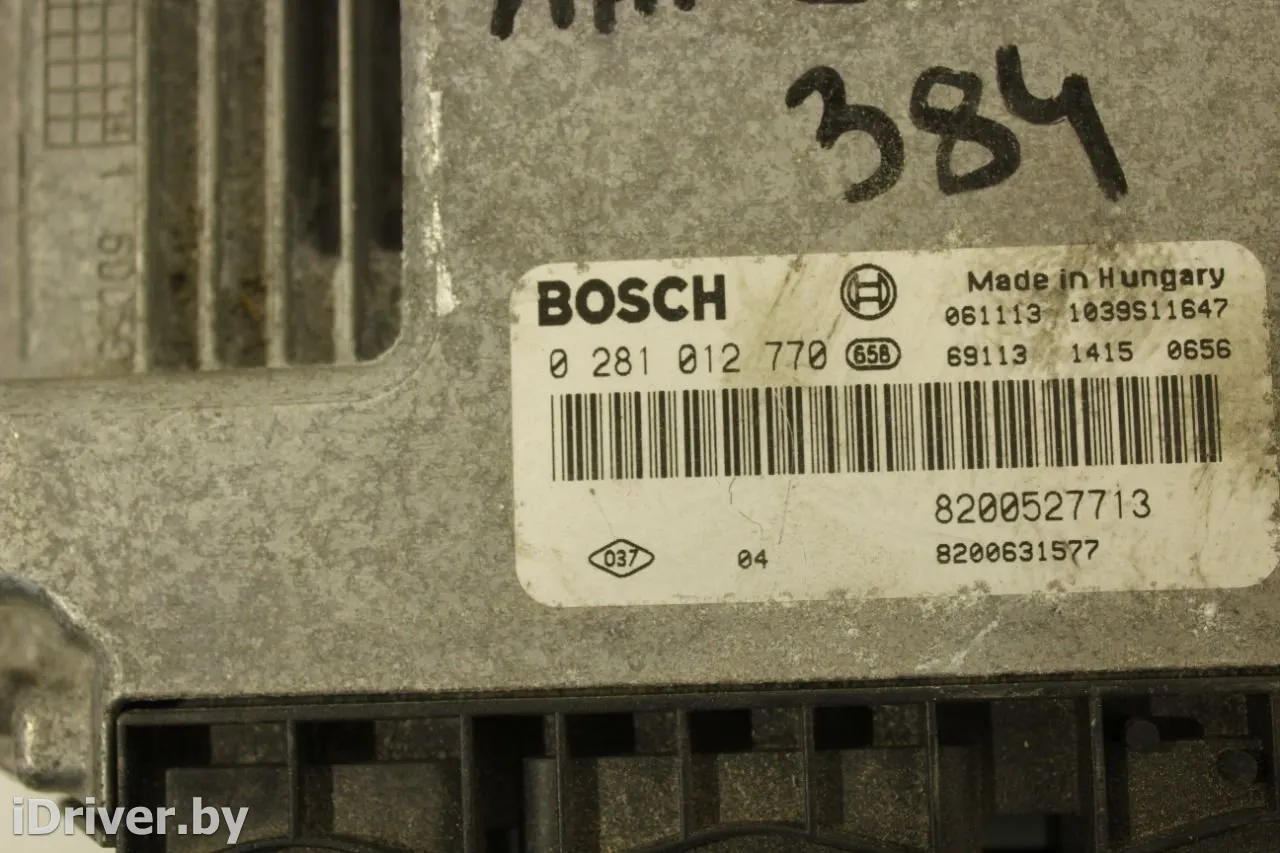 384
BOSCH
Made in Hungary
061113 1039S11647
0 281 012 770 65B
69113 1415 0656
8200527713
037 04
8200631577
iDriver.by